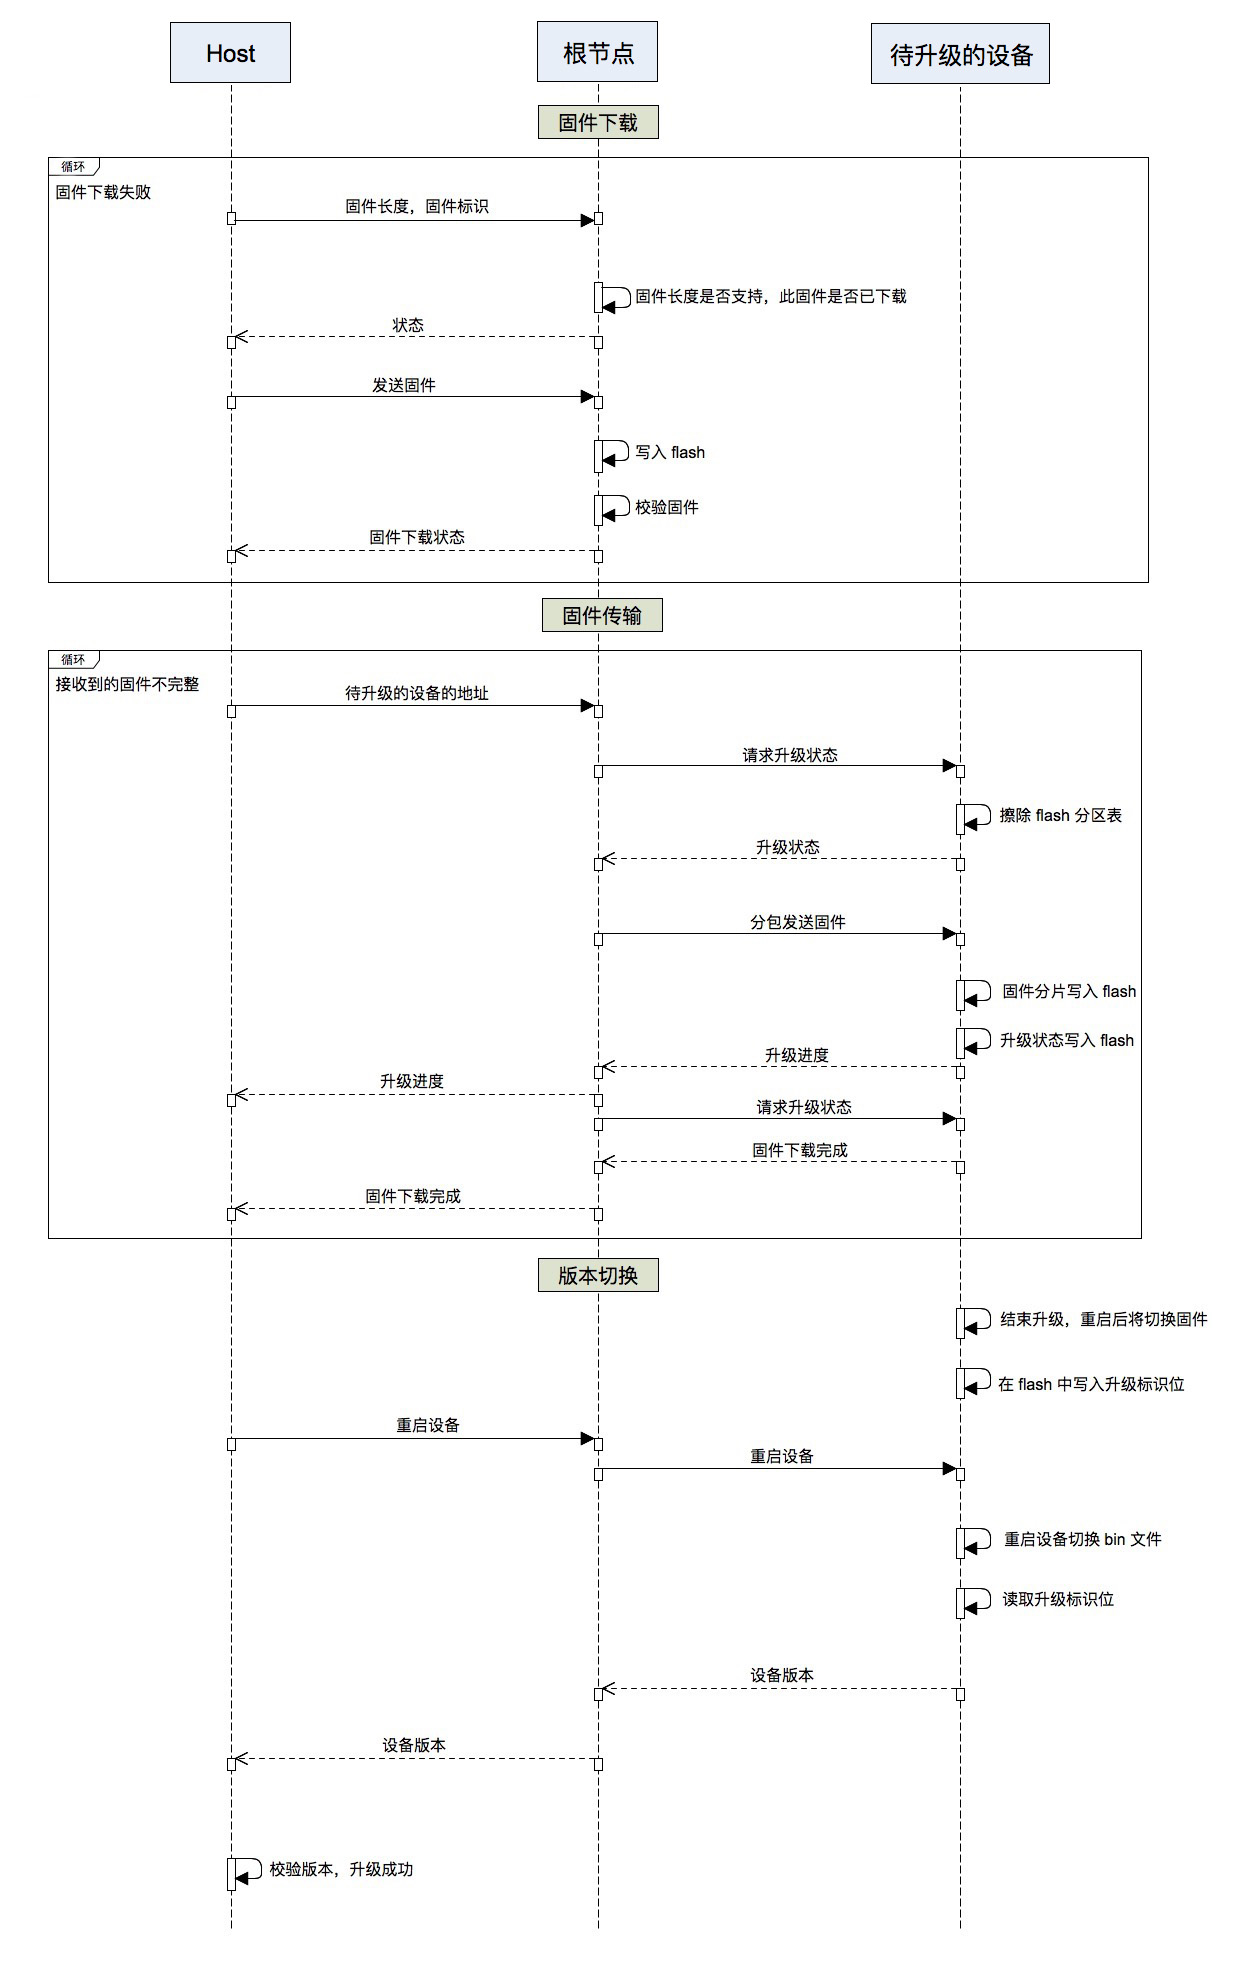 Host
根节点
待升级的设备
固件下载
循环
固件下载失败
固件长度，固件标识
固件长度是否支持，此固件是否已下载
状态
发送固件
写入 flash
校验固件
固件下载状态
固件传输
循环
接收到的固件不完整
待升级的设备的地址
请求升级状态
擦除 flash 分区表
升级状态
分包发送固件
固件分片写入 flash
升级状态写入 flash
升级进度
升级进度
请求升级状态
固件下载完成
固件下载完成
版本切换
结束升级，重启后将切换固件
在 flash 中写入升级标识位
重启设备
重启设备
重启设备切换 bin 文件
读取升级标识位
设备版本
设备版本
校验版本，升级成功